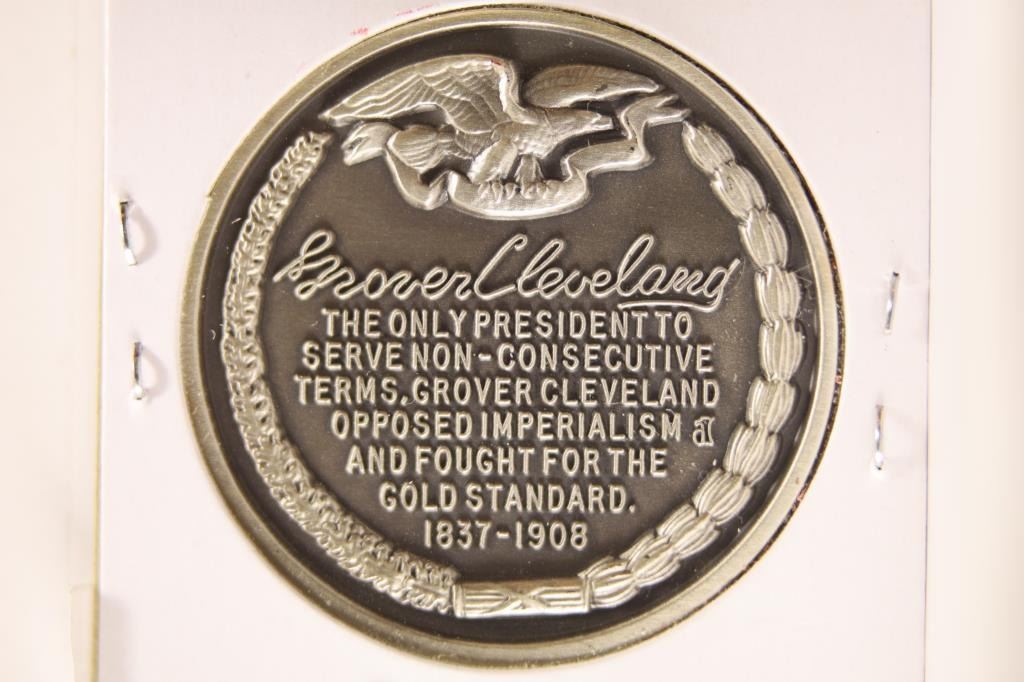 Grover Cleveland
THE ONLY PRESIDENT TO
SERVE NON-CONSECUTIVE
TERMS, GROVER CLEVELAND
OPPOSED IMPERIALISM
AND FOUGHT FOR THE
GOLD STANDARD.
1837-1908